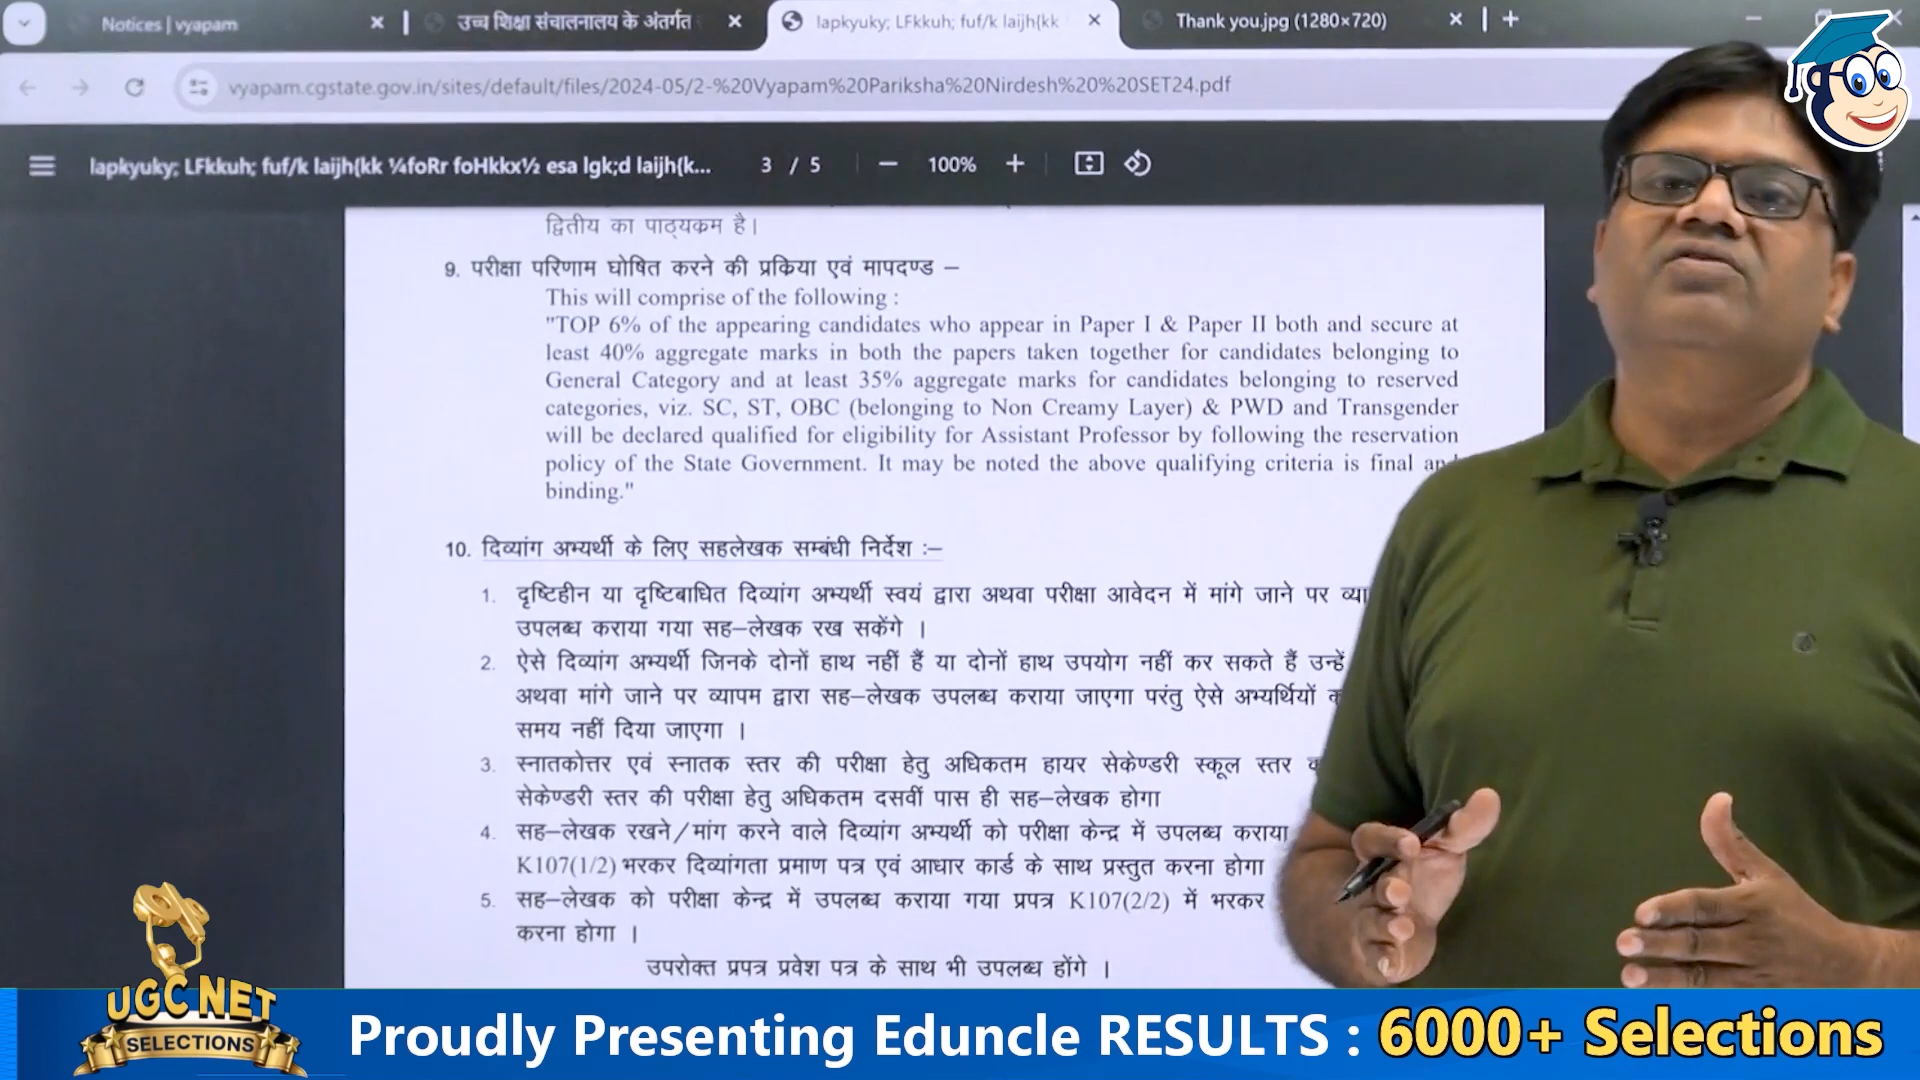 Notices | vyapam
उच्च शिक्षा संचालनालय के अंतर्गत
lapkyuky; LFkkuh; fuf/k laijh{kk
Thank you.jpg (1280×720)
vyapam.cgstate.gov.in/sites/default/files/2024-05/2-%20Vyapam%20Pariksha%20Nirdesh%20%20SET24.pdf
lapkyuky; LFkkuh; fuf/k laijh{kk ¼foRr foHkkx½ esa lgk;d laijh{k...
3 / 5
100%
द्वितीय का पाठ्यक्रम है।
9. परीक्षा परिणाम घोषित करने की प्रक्रिया एवं मापदण्ड –
This will comprise of the following :
"TOP 6% of the appearing candidates who appear in Paper I & Paper II both and secure at
least 40% aggregate marks in both the papers taken together for candidates belonging to
General Category and at least 35% aggregate marks for candidates belonging to reserved
categories, viz. SC, ST, OBC (belonging to Non Creamy Layer) & PWD and Transgender
will be declared qualified for eligibility for Assistant Professor by following the reservation
policy of the State Government. It may be noted the above qualifying criteria is final and
binding."
10. दिव्यांग अभ्यर्थी के लिए सहलेखक सम्बंधी निर्देश :–
1. दृष्टिहीन या दृष्टिबाधित दिव्यांग अभ्यर्थी स्वयं द्वारा अथवा परीक्षा आवेदन में मांगे जाने पर
उपलब्ध कराया गया सह–लेखक रख सकेंगे ।
2. ऐसे दिव्यांग अभ्यर्थी जिनके दोनों हाथ नहीं हैं या दोनों हाथ उपयोग नहीं कर सकते हैं उन्हें
अथवा मांगे जाने पर व्यापम द्वारा सह–लेखक उपलब्ध कराया जाएगा परंतु ऐसे अभ्यर्थियों
समय नहीं दिया जाएगा ।
3. स्नातकोत्तर एवं स्नातक स्तर की परीक्षा हेतु अधिकतम हायर सेकेण्डरी स्कूल स्तर
सेकेण्डरी स्तर की परीक्षा हेतु अधिकतम दसवीं पास ही सह–लेखक होगा
4. सह–लेखक रखने/मांग करने वाले दिव्यांग अभ्यर्थी को परीक्षा केन्द्र में उपलब्ध कराया
K107(1/2) भरकर दिव्यांगता प्रमाण पत्र एवं आधार कार्ड के साथ प्रस्तुत करना होगा
5. सह–लेखक को परीक्षा केन्द्र में उपलब्ध कराया गया प्रपत्र K107(2/2) में भरकर
करना होगा ।
उपरोक्त प्रपत्र प्रवेश पत्र के साथ भी उपलब्ध होंगे ।
UGC NET
SELECTIONS
Proudly Presenting Eduncle RESULTS : 6000+ Selections